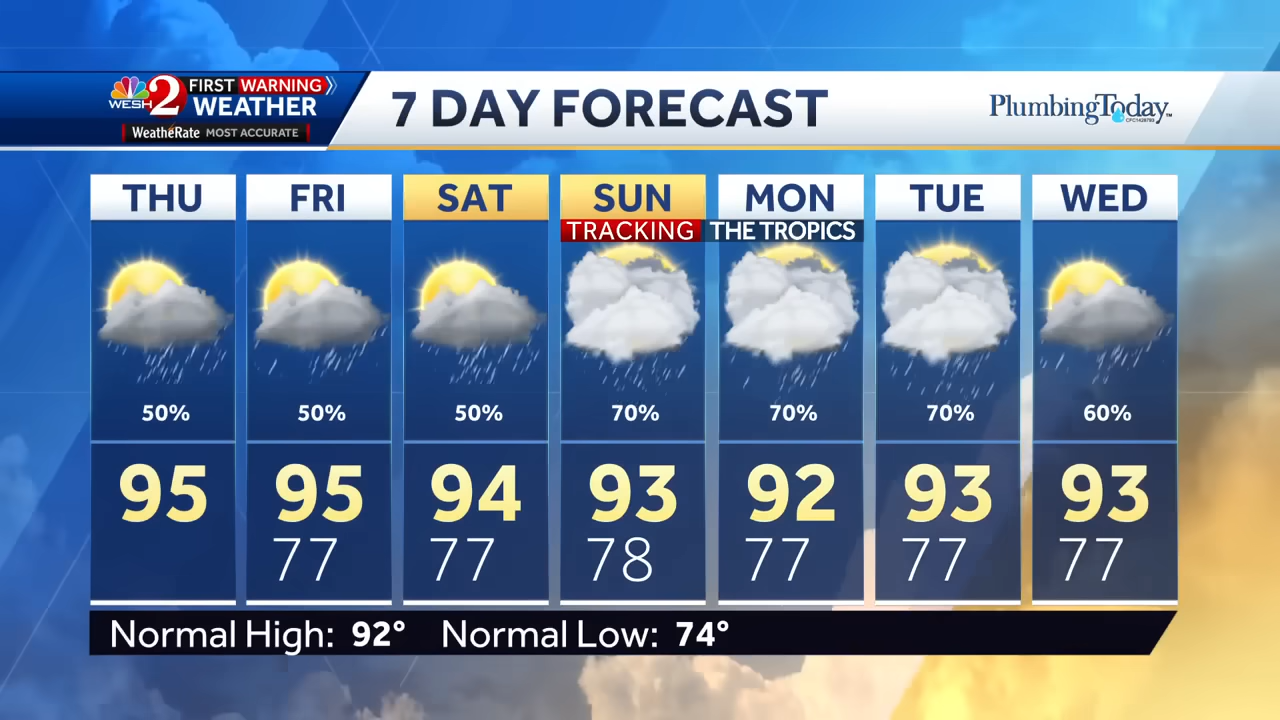 WESH 2 FIRST WARNING
WEATHER
WeatheRate MOST ACCURATE
7 DAY FORECAST
PlumbingToday™
CFC1428793
THU FRI SAT SUN MON TUE WED
TRACKING THE TROPICS
50% 50% 50% 70% 70% 70% 60%
95 95 94 93 92 93 93
77 77 78 77 77 77
Normal High: 92° Normal Low: 74°